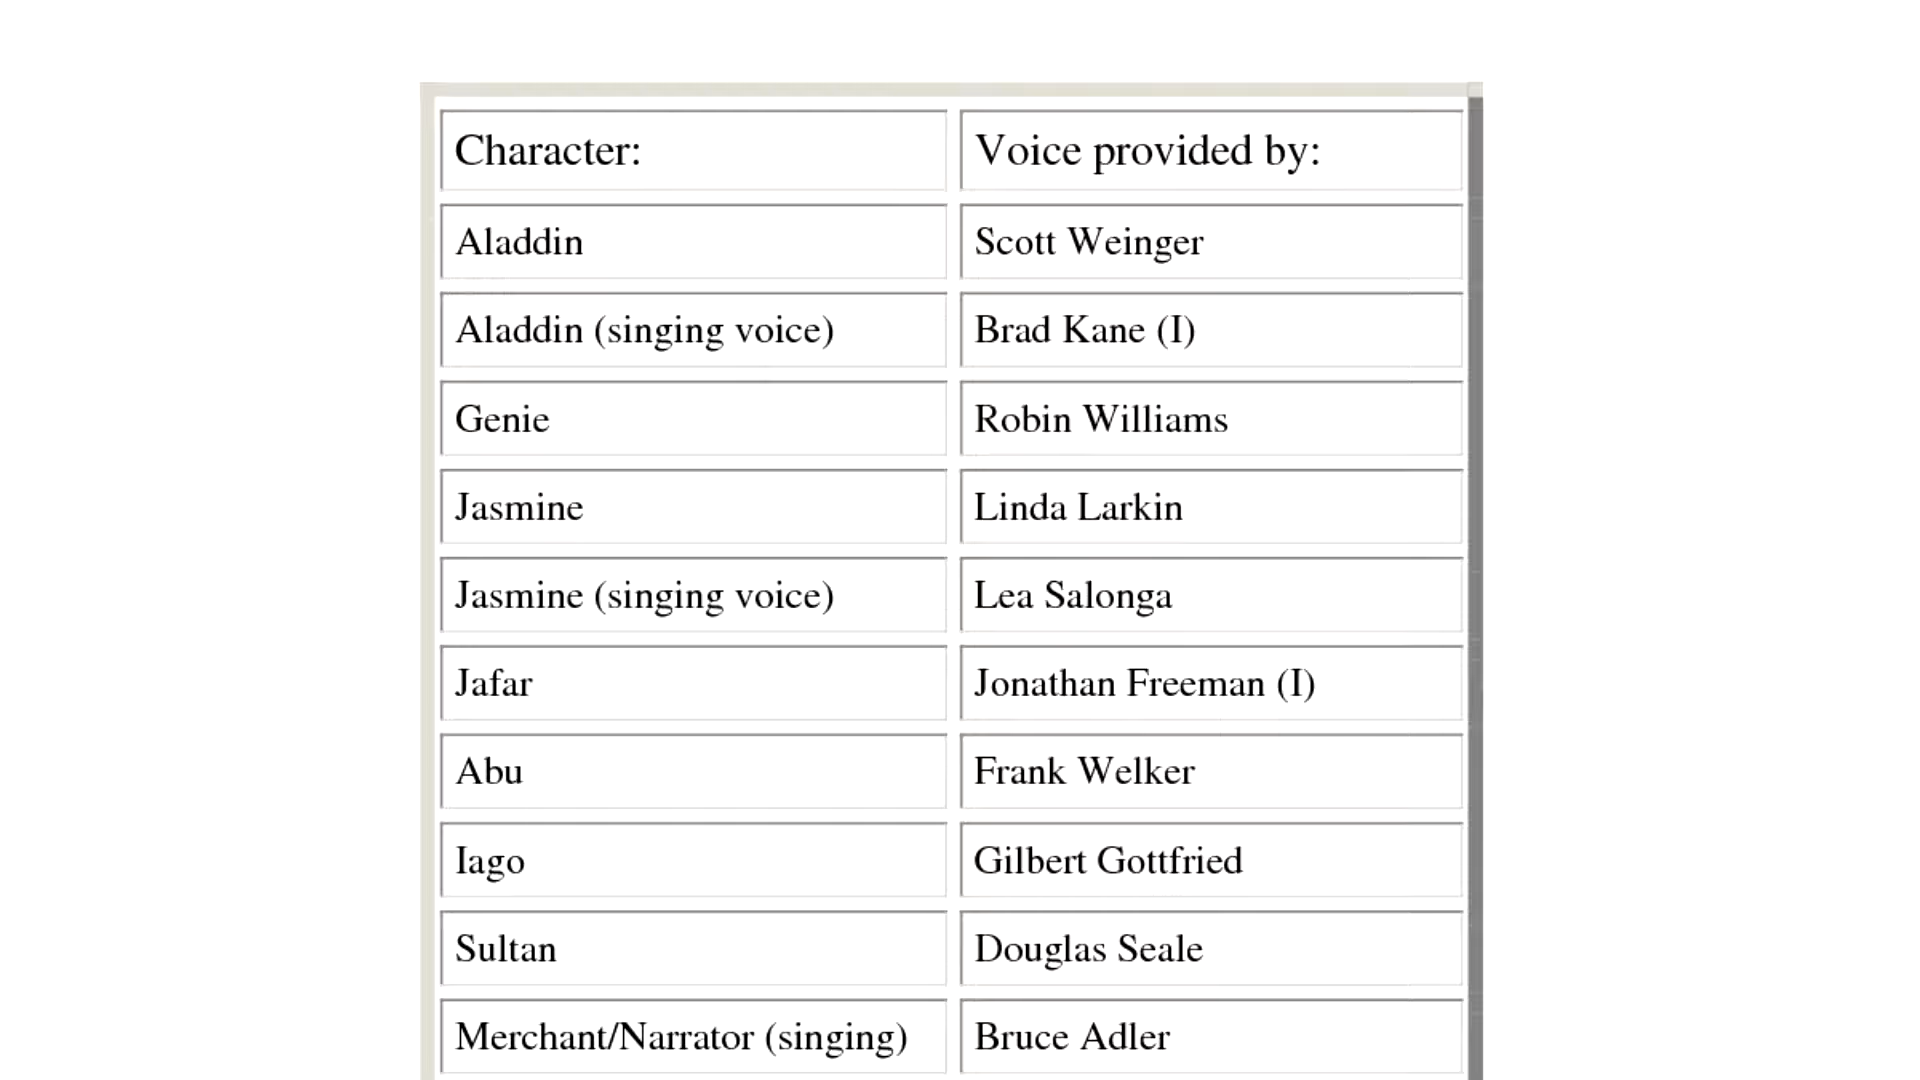 Character: Voice provided by:
Aladdin Scott Weinger
Aladdin (singing voice) Brad Kane (I)
Genie Robin Williams
Jasmine Linda Larkin
Jasmine (singing voice) Lea Salonga
Jafar Jonathan Freeman (I)
Abu Frank Welker
Iago Gilbert Gottfried
Sultan Douglas Seale
Merchant/Narrator (singing) Bruce Adler